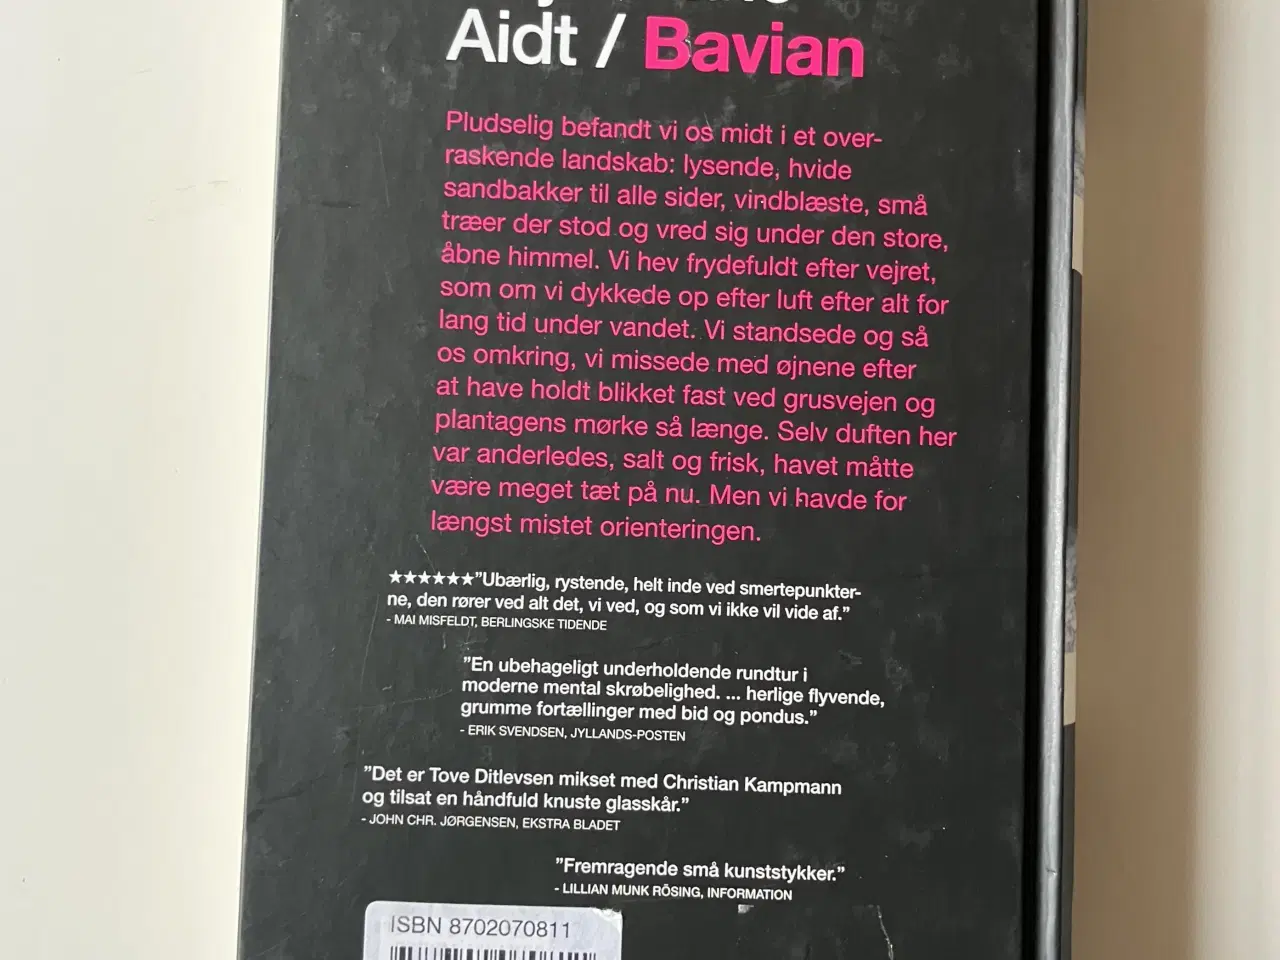 Aidt / Bavian
Pludselig befandt vi os midt i et over-
raskende landskab: lysende, hvide
sandbakker til alle sider, vindblæste, små
træer der stod og vred sig under den store,
åbne himmel. Vi hev frydefuldt efter vejret,
som om vi dykkede op efter luft efter alt for
lang tid under vandet. Vi standsede og så
os omkring, vi missede med øjnene efter
at have holdt blikket fast ved grusvejen og
plantagens mørke så længe. Selv duften her
var anderledes, salt og frisk, havet måtte
være meget tæt på nu. Men vi havde for
længst mistet orienteringen.
★★★★★★”Ubærlig, rystende, helt inde ved smertepunkter-
ne, den rører ved alt det, vi ved, og som vi ikke vil vide af.”
- MAI MISFELDT, BERLINGSKE TIDENDE
”En ubehageligt underholdende rundtur i
moderne mental skrøbelighed. ... herlige flyvende,
grumme fortællinger med bid og pondus.”
- ERIK SVENDSEN, JYLLANDS-POSTEN
”Det er Tove Ditlevsen mikset med Christian Kampmann
og tilsat en håndfuld knuste glasskår.”
- JOHN CHR. JØRGENSEN, EKSTRA BLADET
”Fremragende små kunststykker.”
- LILLIAN MUNK RÖSING, INFORMATION
ISBN 8702070811